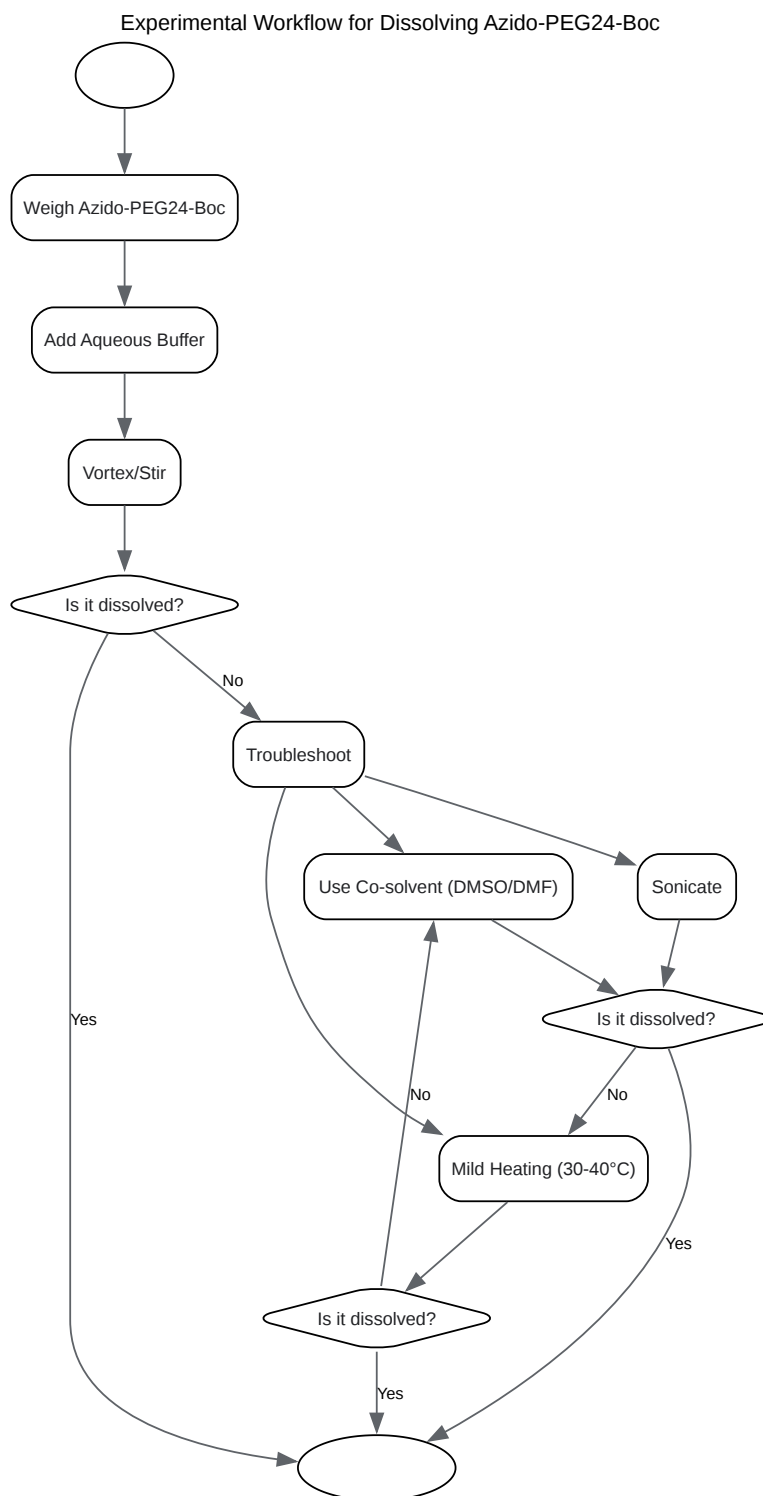 Experimental Workflow for Dissolving Azido-PEG24-Boc
Weigh Azido-PEG24-Boc
Add Aqueous Buffer
Vortex/Stir
Is it dissolved?
No
Troubleshoot
Use Co-solvent (DMSO/DMF)
Sonicate
Yes
Is it dissolved?
No
No
Mild Heating (30-40°C)
Yes
Is it dissolved?
Yes